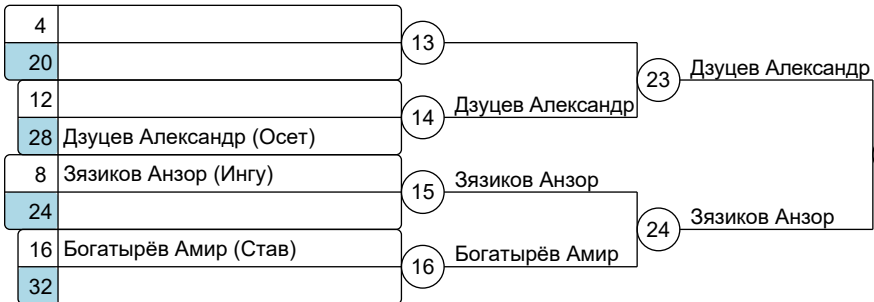 4
13
20
Дзуцев Александр
23
12
Дзуцев Александр
14
28 Дзуцев Александр (Осет)
8 Зязиков Анзор (Ингу)
Зязиков Анзор
15
24
Зязиков Анзор
24
16 Богатырёв Амир (Став)
Богатырёв Амир
16
32